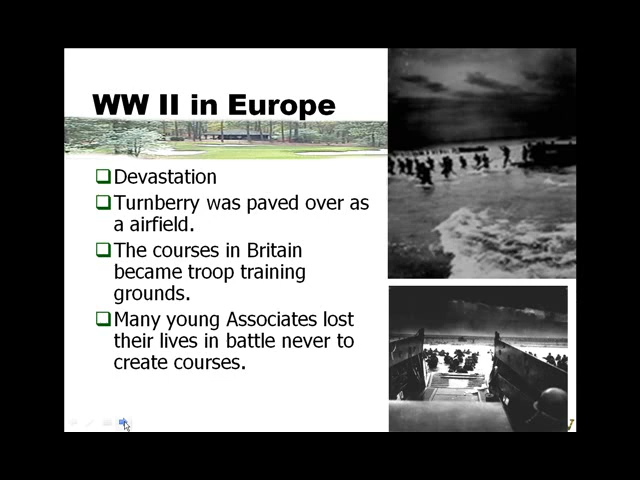 WW II in Europe
Devastation
Turnberry was paved over as
a airfield.
The courses in Britain
became troop training
grounds.
Many young Associates lost
their lives in battle never to
create courses.